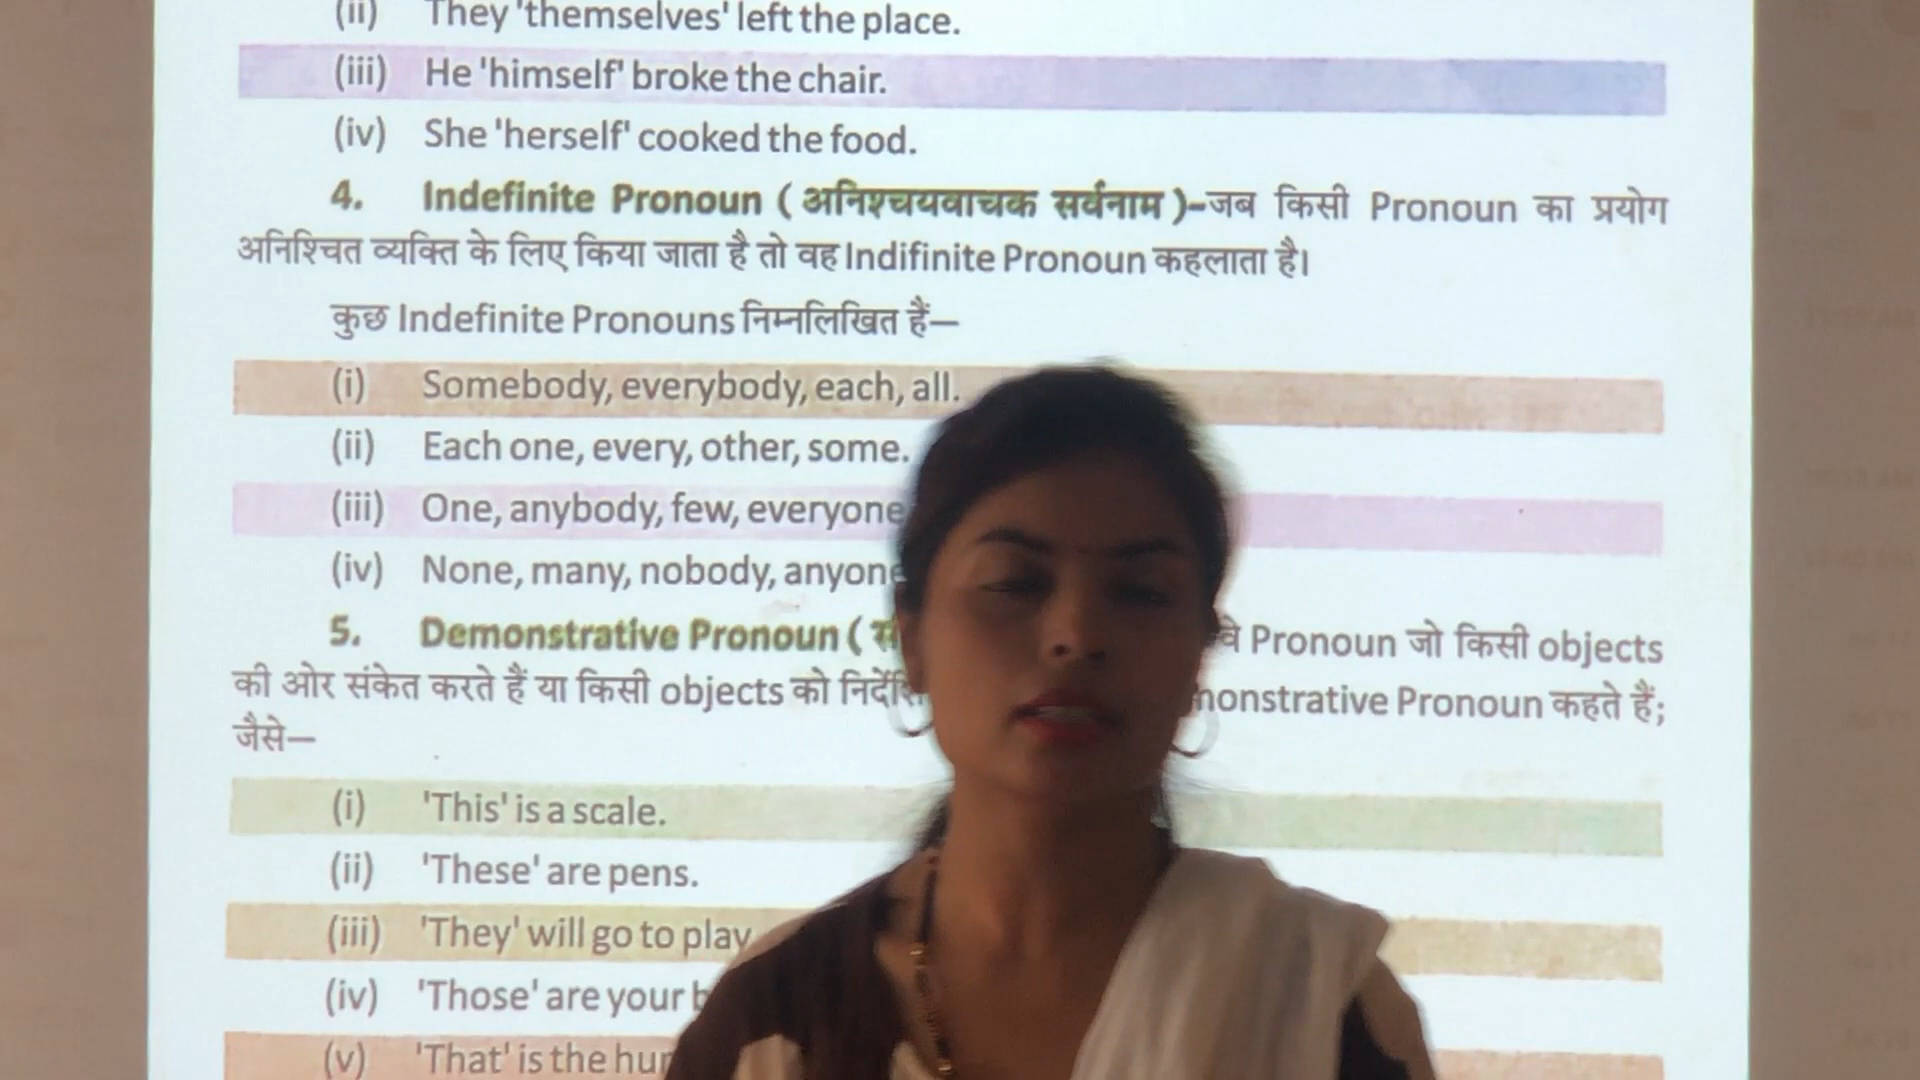 (ii) They 'themselves' left the place.
(iii) He 'himself' broke the chair.
(iv) She 'herself' cooked the food.
4. Indefinite Pronoun ( अनिश्चयवाचक सर्वनाम )–जब किसी Pronoun का प्रयोग
अनिश्चित व्यक्ति के लिए किया जाता है तो वह Indifinite Pronoun कहलाता है।
कुछ Indefinite Pronouns निम्नलिखित हैं—
(i) Somebody, everybody, each, all.
(ii) Each one, every, other, some.
(iii) One, anybody, few, everyone
(iv) None, many, nobody,
5. Demonstrative Pronoun ( वे Pronoun जो किसी objects
की ओर संकेत करते हैं या किसी objects को Pronoun कहते हैं;
जैसे—
(i) 'This' is a scale.
(ii) 'These' are pens.
(iii) 'They' will go to play
(iv) 'Those' are your
(v) 'That' is the